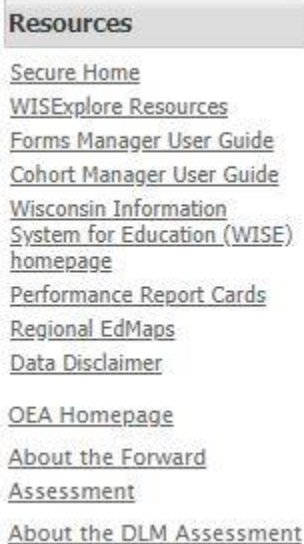 Resources
Secure Home
WISExplore Resources
Forms Manager User Guide
Cohort Manager User Guide
Wisconsin Information
System for Education (WISE)
homepage
Performance Report Cards
Regional EdMaps
Data Disclaimer
OEA Homepage
About the Forward
Assessment
About the DLM Assessment